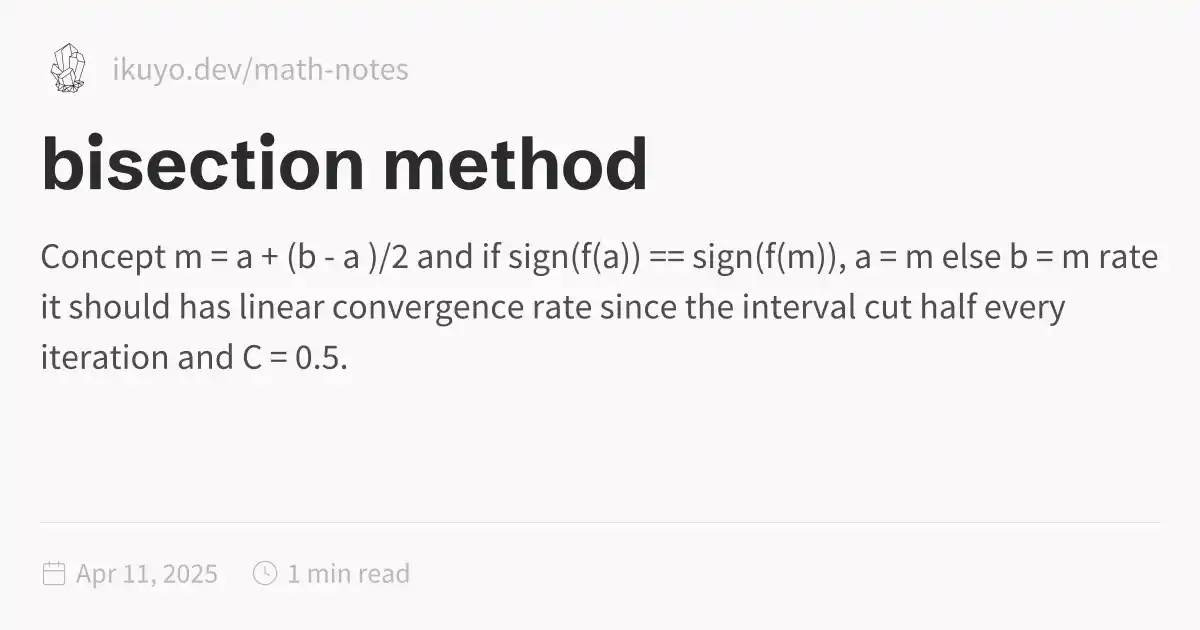 ikuyo.dev/math-notes
bisection method
Concept m = a + (b - a )/2 and if sign(f(a)) == sign(f(m)), a = m else b = m rate
it should has linear convergence rate since the interval cut half every
iteration and C = 0.5.
Apr 11, 2025 1 min read